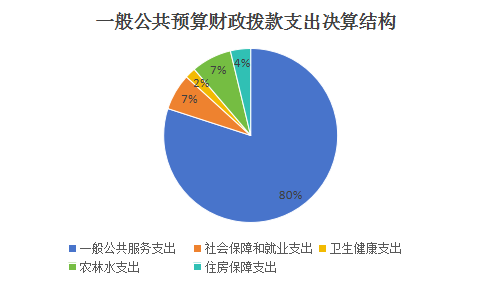 一般公共预算财政拨款支出决算结构
4%
7%
2%
7%
80%
一般公共服务支出 社会保障和就业支出 卫生健康支出
农林水支出 住房保障支出